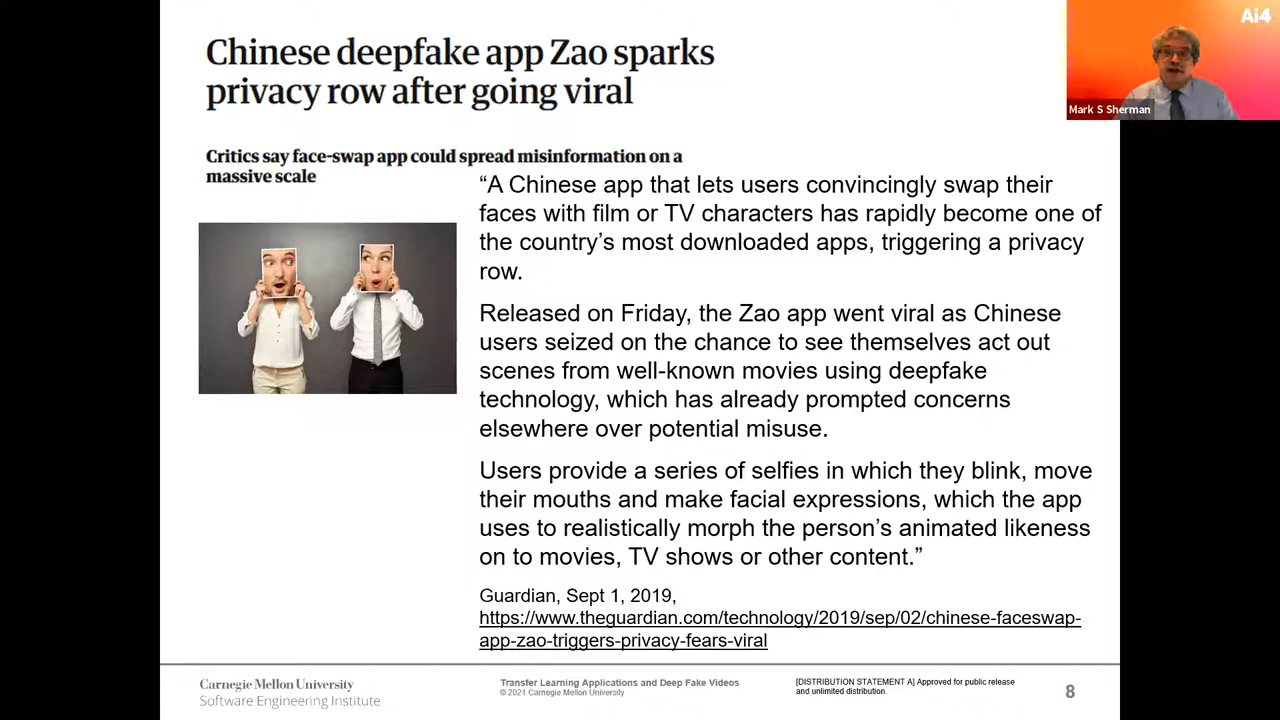 Ai4
Mark S Sherman
Chinese deepfake app Zao sparks
privacy row after going viral
Critics say face-swap app could spread misinformation on a
massive scale
“A Chinese app that lets users convincingly swap their
faces with film or TV characters has rapidly become one of
the country’s most downloaded apps, triggering a privacy
row.
Released on Friday, the Zao app went viral as Chinese
users seized on the chance to see themselves act out
scenes from well-known movies using deepfake
technology, which has already prompted concerns
elsewhere over potential misuse.
Users provide a series of selfies in which they blink, move
their mouths and make facial expressions, which the app
uses to realistically morph the person’s animated likeness
on to movies, TV shows or other content.”
Guardian, Sept 1, 2019,
https://www.theguardian.com/technology/2019/sep/02/chinese-faceswap-
app-zao-triggers-privacy-fears-viral
Carnegie Mellon University
Software Engineering Institute
Transfer Learning Applications and Deep Fake Videos
© 2021 Carnegie Mellon University
[DISTRIBUTION STATEMENT A] Approved for public release
and unlimited distribution.
8